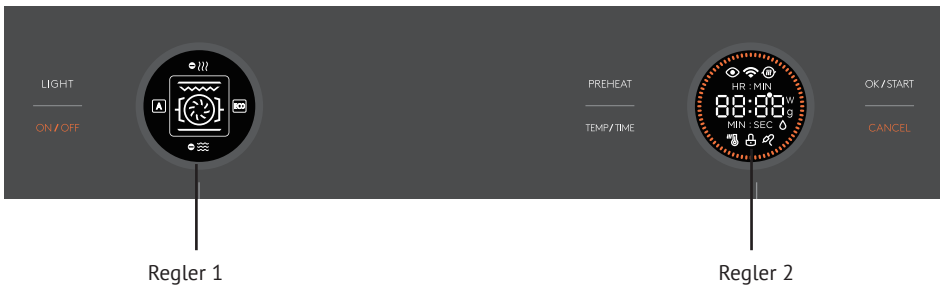 LIGHT
ON/OFF
A
ECO
PREHEAT
TEMP/TIME
HR : MIN
88:88 W
g
MIN : SEC
OK/START
CANCEL
Regler 1
Regler 2